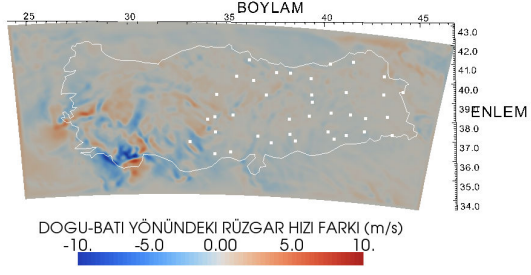 BOYLAM
25 30 35 40 45
43.0
42.0
41.0
40.0
39.0
ENLEM
38.0
37.0
36.0
35.0
34.0
DOGU-BATI YÖNÜNDEKI RÜZGAR HIZI FARKI (m/s)
-10. -5.0 0.00 5.0 10.